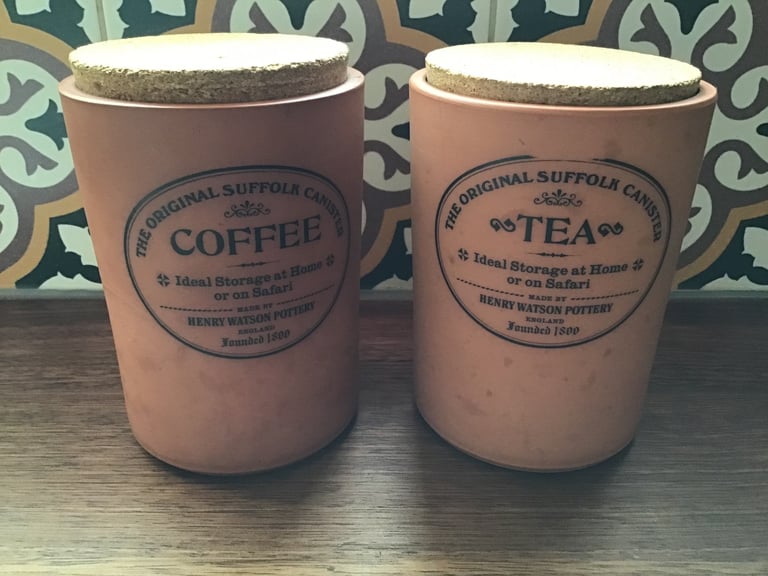 THE ORIGINAL SUFFOLK CANISTER
COFFEE
Ideal Storage at Home
or on Safari
MADE BY
HENRY WATSON POTTERY
ENGLAND
Founded 1800
THE ORIGINAL SUFFOLK CANISTER
TEA
Ideal Storage at Home
or on Safari
MADE BY
HENRY WATSON POTTERY
ENGLAND
Founded 1800